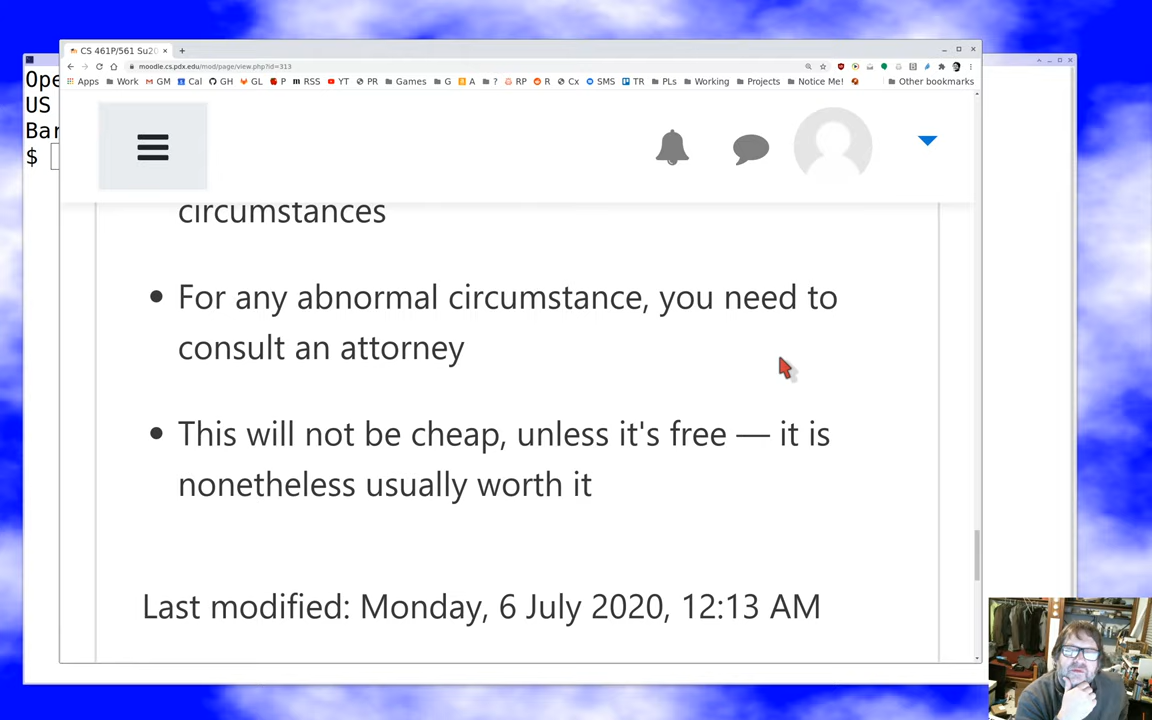 CS 461P/561 Su20
moodle.cs.pdx.edu/mod/page/view.php?id=313
Apps Work GM Cal GH GL P RSS YT PR Games G A ? RP R Cx SMS TR PLs Working Projects Notice Me! Other bookmarks
Ope
US
Bar
$
circumstances
• For any abnormal circumstance, you need to
consult an attorney
• This will not be cheap, unless it's free — it is
nonetheless usually worth it
Last modified: Monday, 6 July 2020, 12:13 AM